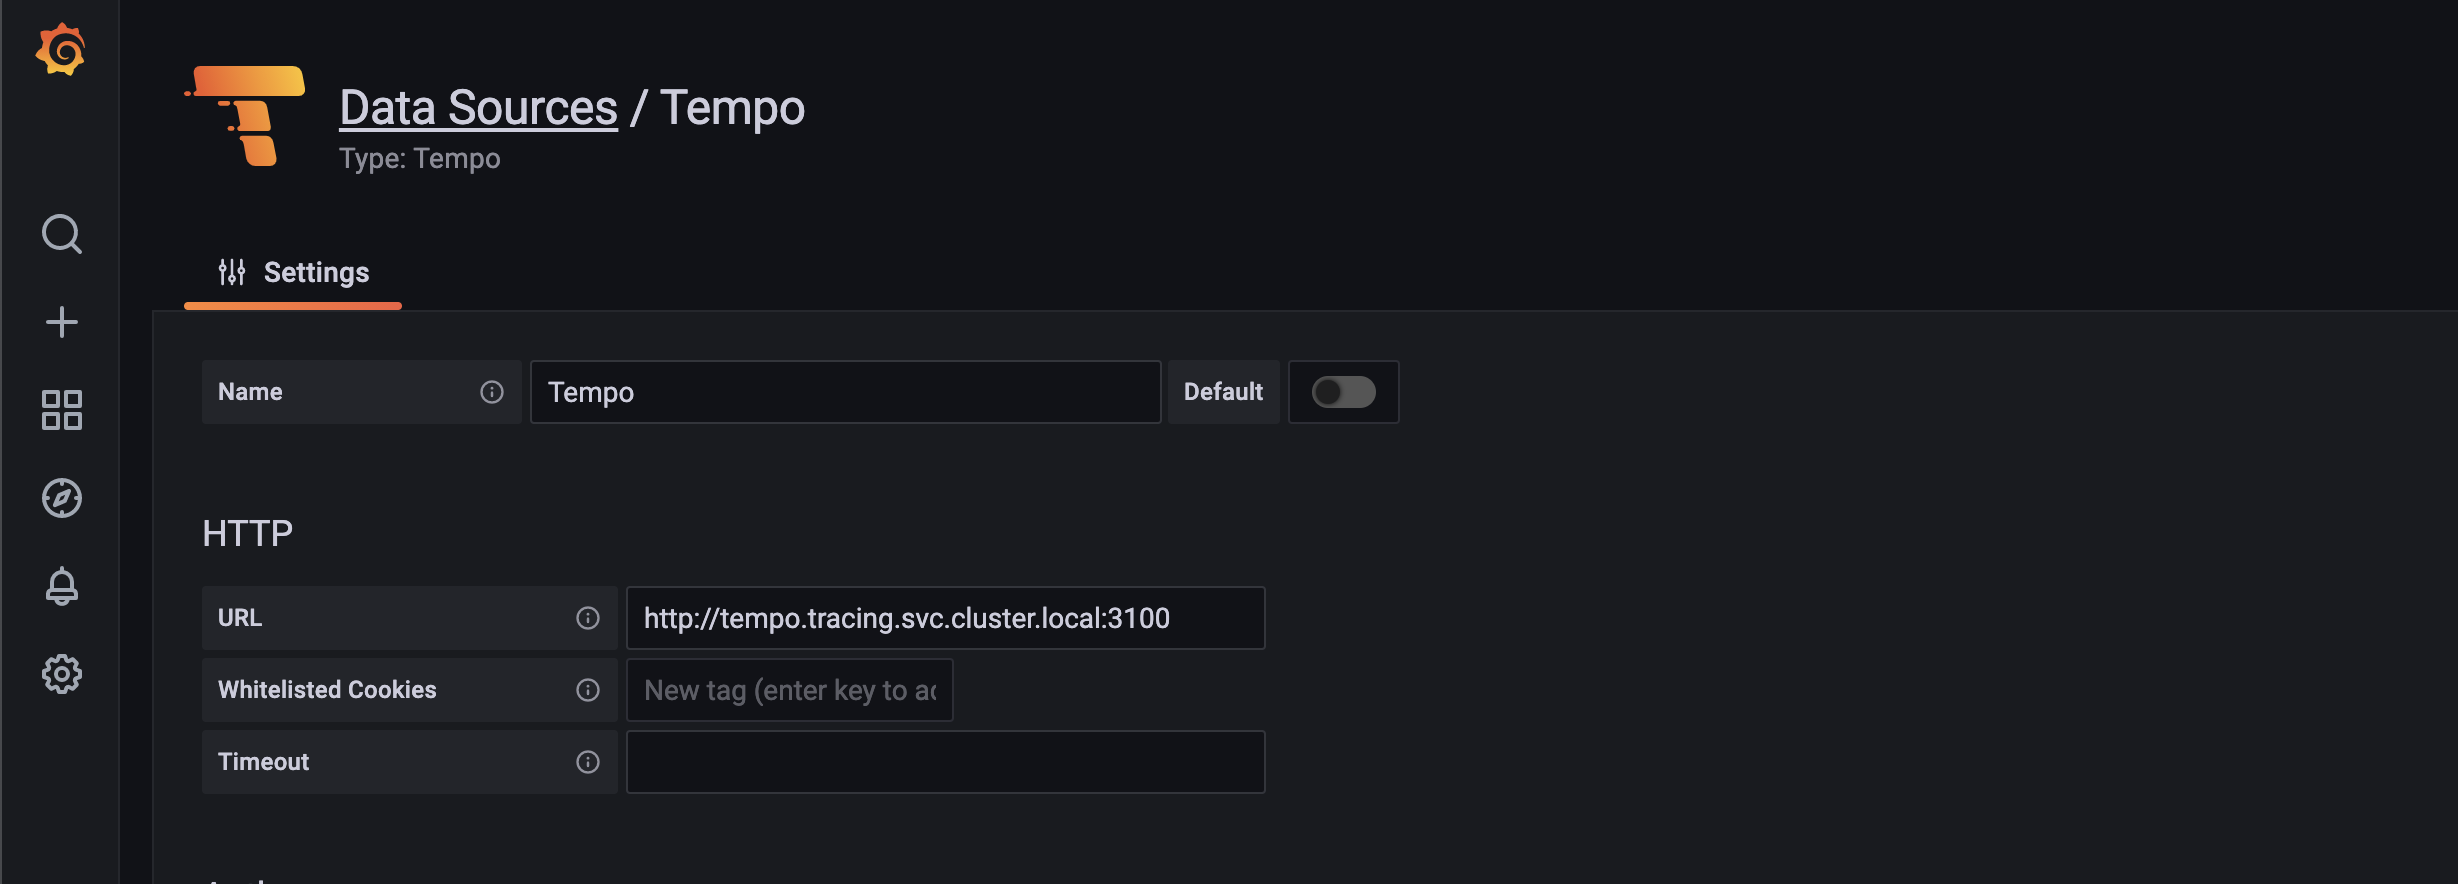 Data Sources / Tempo
Type: Tempo
Settings
Name Tempo Default
HTTP
URL http://tempo.tracing.svc.cluster.local:3100
Whitelisted Cookies New tag (enter key to ad
Timeout